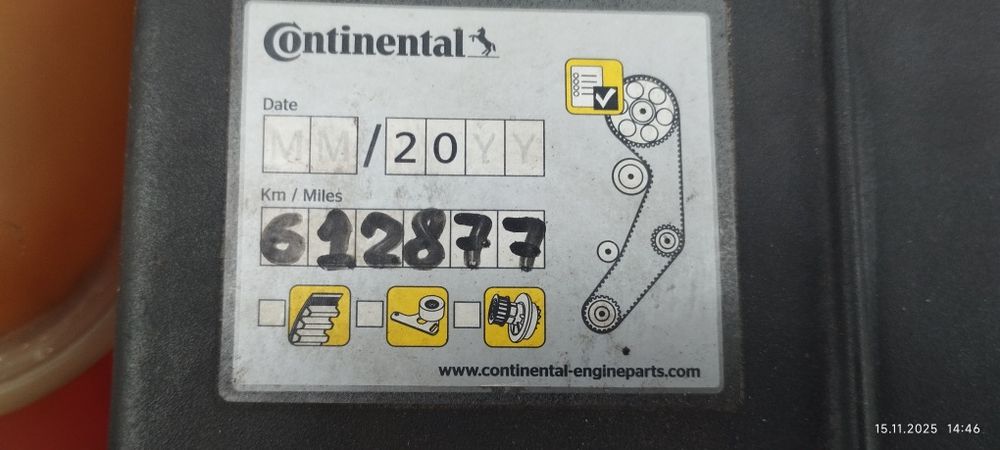 Continental
Date
MM/20YY
Km / Miles
612877
www.continental-engineparts.com
15.11.2025 14:46